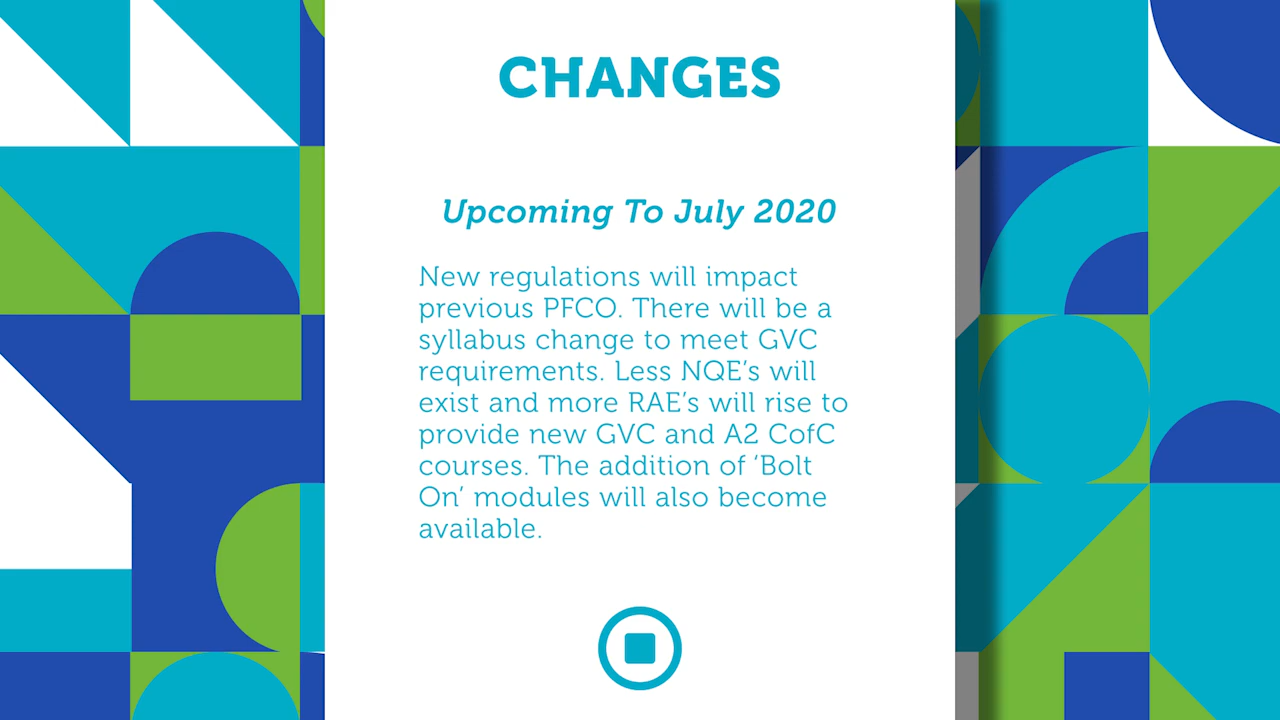 CHANGES
Upcoming To July 2020
New regulations will impact
previous PFCO. There will be a
syllabus change to meet GVC
requirements. Less NQE's will
exist and more RAE's will rise to
provide new GVC and A2 CofC
courses. The addition of ‘Bolt
On’ modules will also become
available.